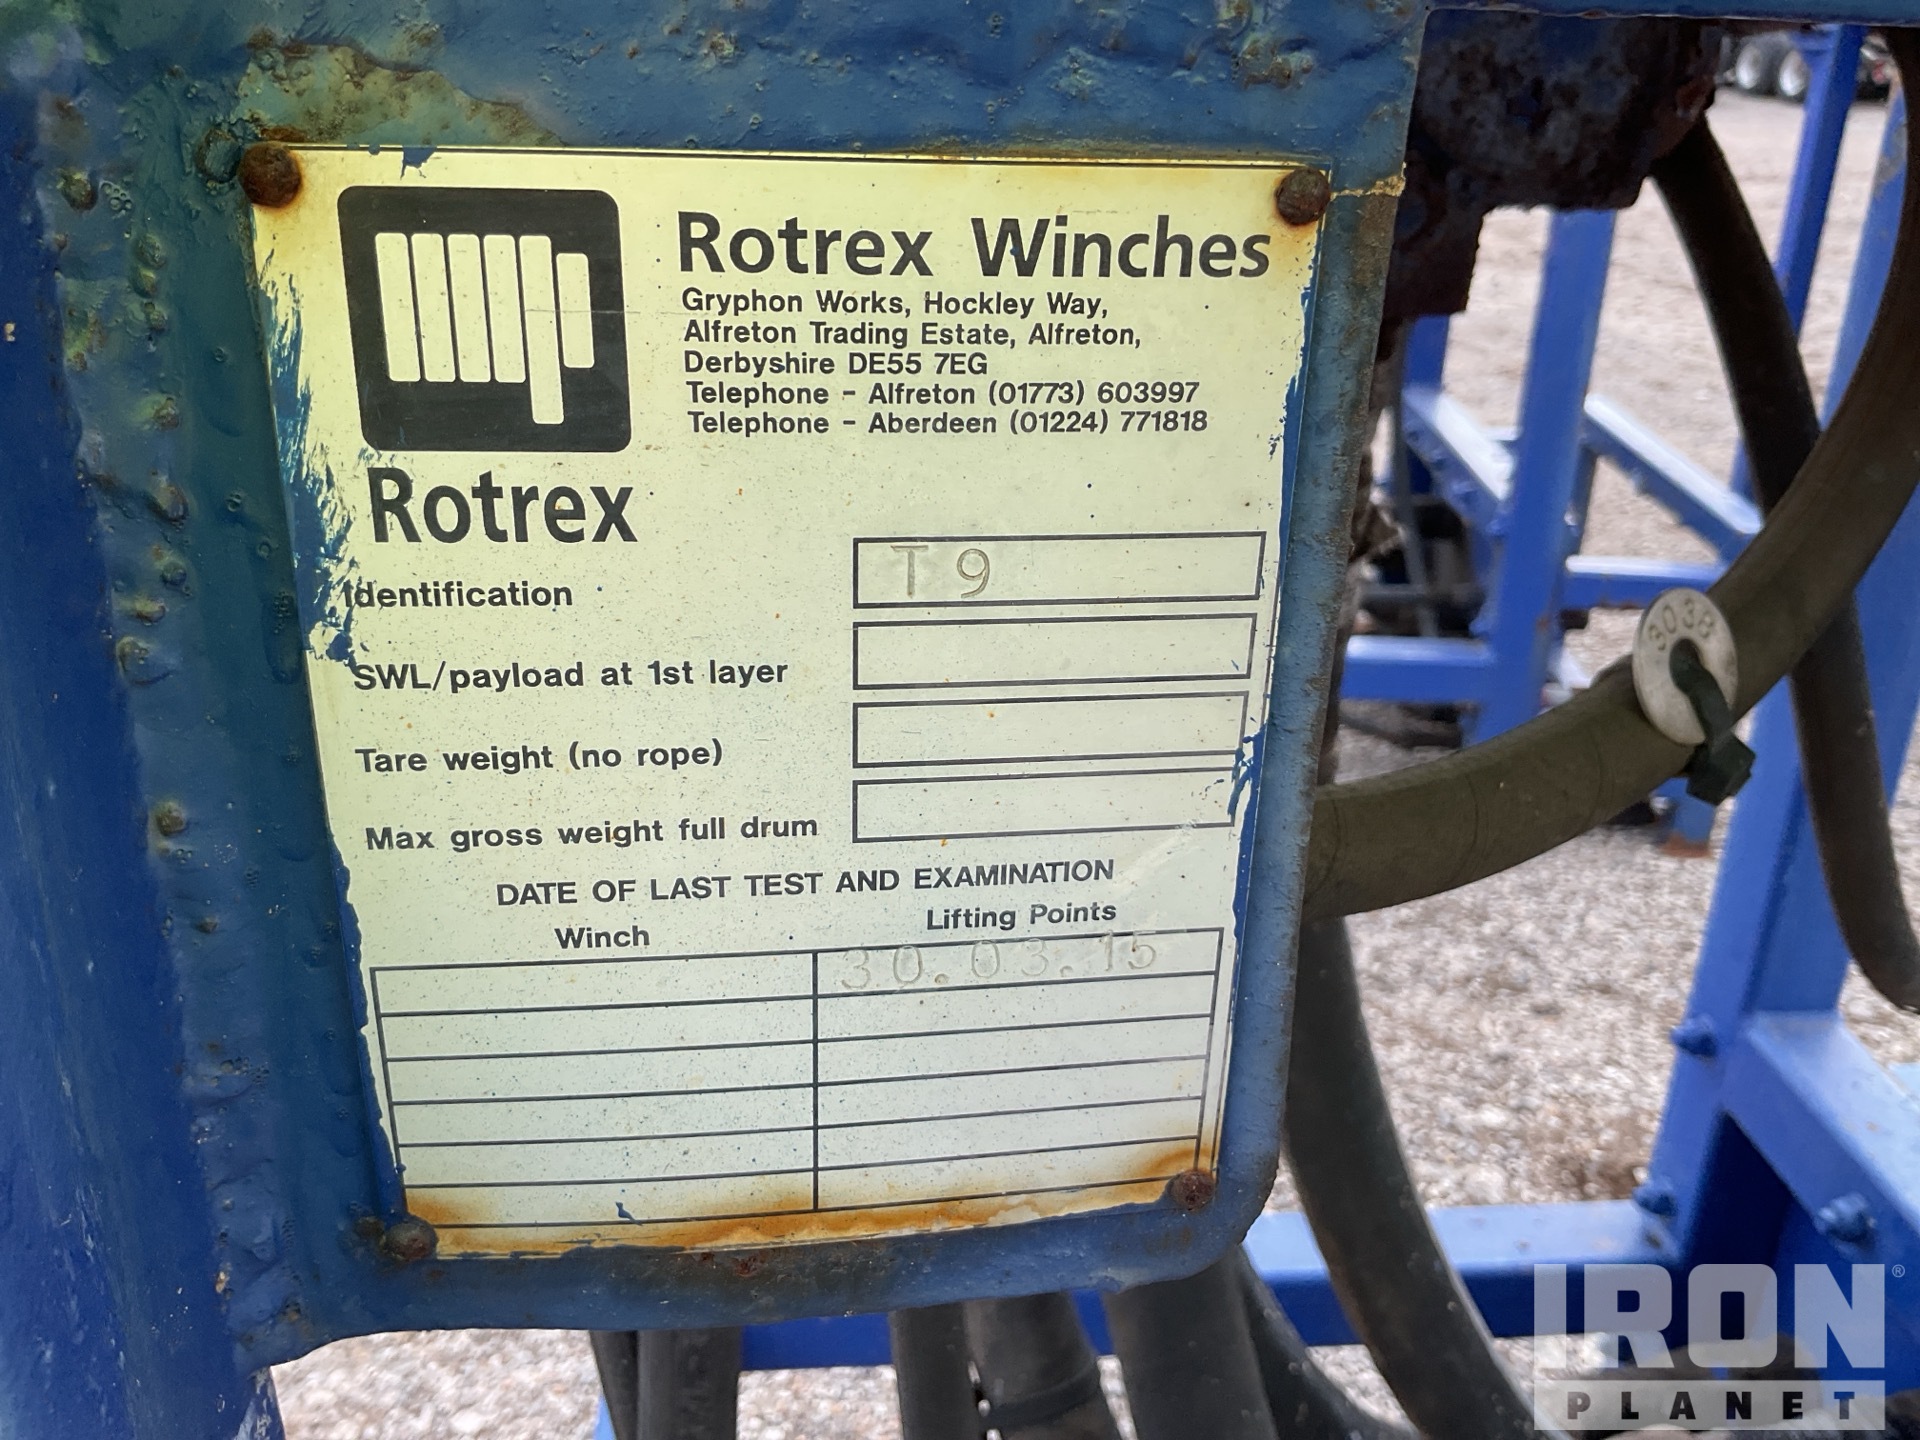 Rotrex Winches
Gryphon Works, Hockley Way,
Alfreton Trading Estate, Alfreton,
Derbyshire DE55 7EG
Telephone - Alfreton (01773) 603997
Telephone - Aberdeen (01224) 771818
Rotrex
Identification T 9
SWL/payload at 1st layer
Tare weight (no rope)
Max gross weight full drum
DATE OF LAST TEST AND EXAMINATION
Winch Lifting Points
30.03.15
3038
IRON®
PLANET